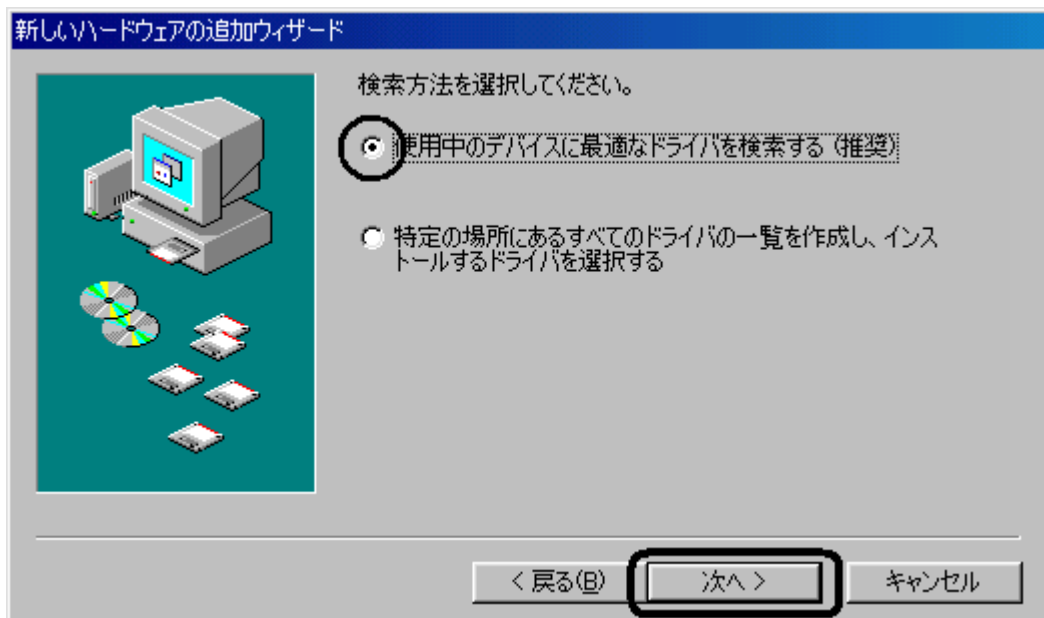 新しいハードウェアの追加ウィザード
検索方法を選択してください。
使用中のデバイスに最適なドライバを検索する (推奨)
特定の場所にあるすべてのドライバの一覧を作成し、インス
トールするドライバを選択する
< 戻る(B)
次へ >
キャンセル